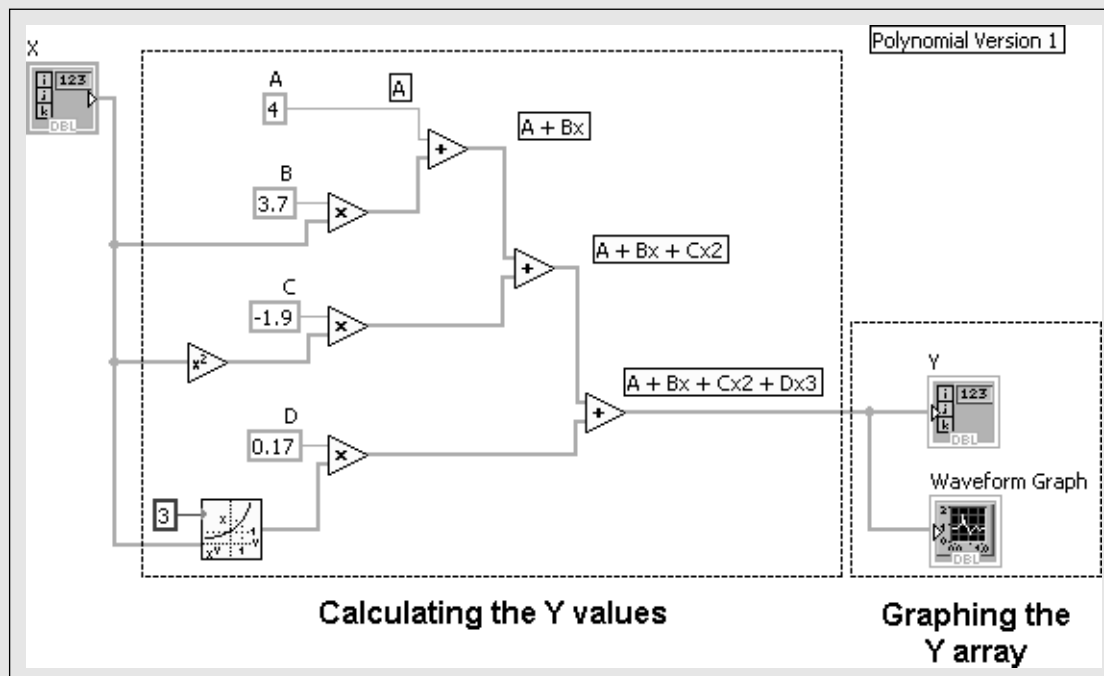 Polynomial Version 1
X
i 123
j
k
DBL
A
4
A
+
A + Bx
B
3.7
x
A + Bx + Cx2
+
C
-1.9
x
x²
A + Bx + Cx2 + Dx3
+
D
0.17
x
3
Y
i 123
j
k
DBL
Waveform Graph
DBL
Calculating the Y values
Graphing the
Y array